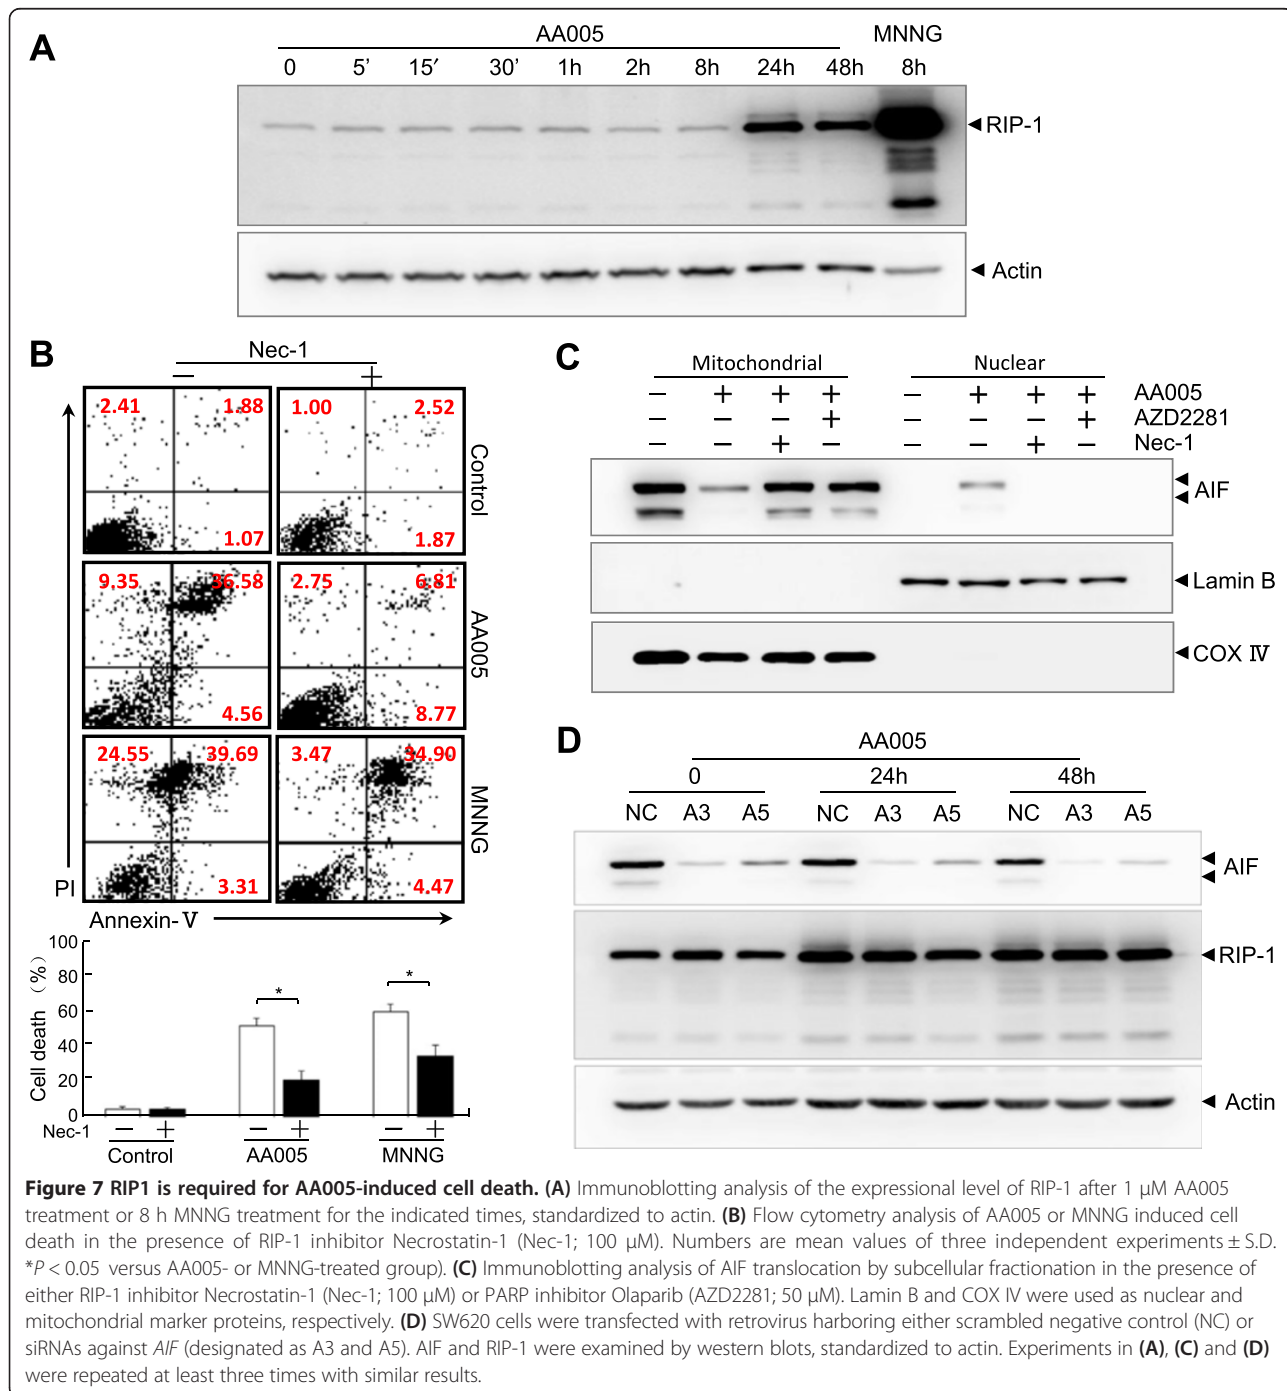 A
AA005 MNNG
0 5’ 15′ 30’ 1h 2h 8h 24h 48h 8h
RIP-1
Actin
B
Nec-1
− +
2.41 1.88 1.00 2.52
1.07 1.87
Control
9.35 36.58 2.75 6.81
4.56 8.77
AA005
24.55 39.69 3.47 34.90
3.31 4.47
MNNG
PI
Annexin-V
Cell death (%)
100
80
60
40
20
0
* *
Nec-1 − + − + − +
Control AA005 MNNG
C
Mitochondrial Nuclear
− + + + − + + + AA005
− − − + − − − + AZD2281
− − + − − − + − Nec-1
AIF
Lamin B
COX Ⅳ
D
AA005
0 24h 48h
NC A3 A5 NC A3 A5 NC A3 A5
AIF
RIP-1
Actin
Figure 7 RIP1 is required for AA005-induced cell death. (A) Immunoblotting analysis of the expressional level of RIP-1 after 1 μM AA005
treatment or 8 h MNNG treatment for the indicated times, standardized to actin. (B) Flow cytometry analysis of AA005 or MNNG induced cell
death in the presence of RIP-1 inhibitor Necrostatin-1 (Nec-1; 100 μM). Numbers are mean values of three independent experiments ± S.D.
*P < 0.05 versus AA005- or MNNG-treated group). (C) Immunoblotting analysis of AIF translocation by subcellular fractionation in the presence of
either RIP-1 inhibitor Necrostatin-1 (Nec-1; 100 μM) or PARP inhibitor Olaparib (AZD2281; 50 μM). Lamin B and COX IV were used as nuclear and
mitochondrial marker proteins, respectively. (D) SW620 cells were transfected with retrovirus harboring either scrambled negative control (NC) or
siRNAs against AIF (designated as A3 and A5). AIF and RIP-1 were examined by western blots, standardized to actin. Experiments in (A), (C) and (D)
were repeated at least three times with similar results.